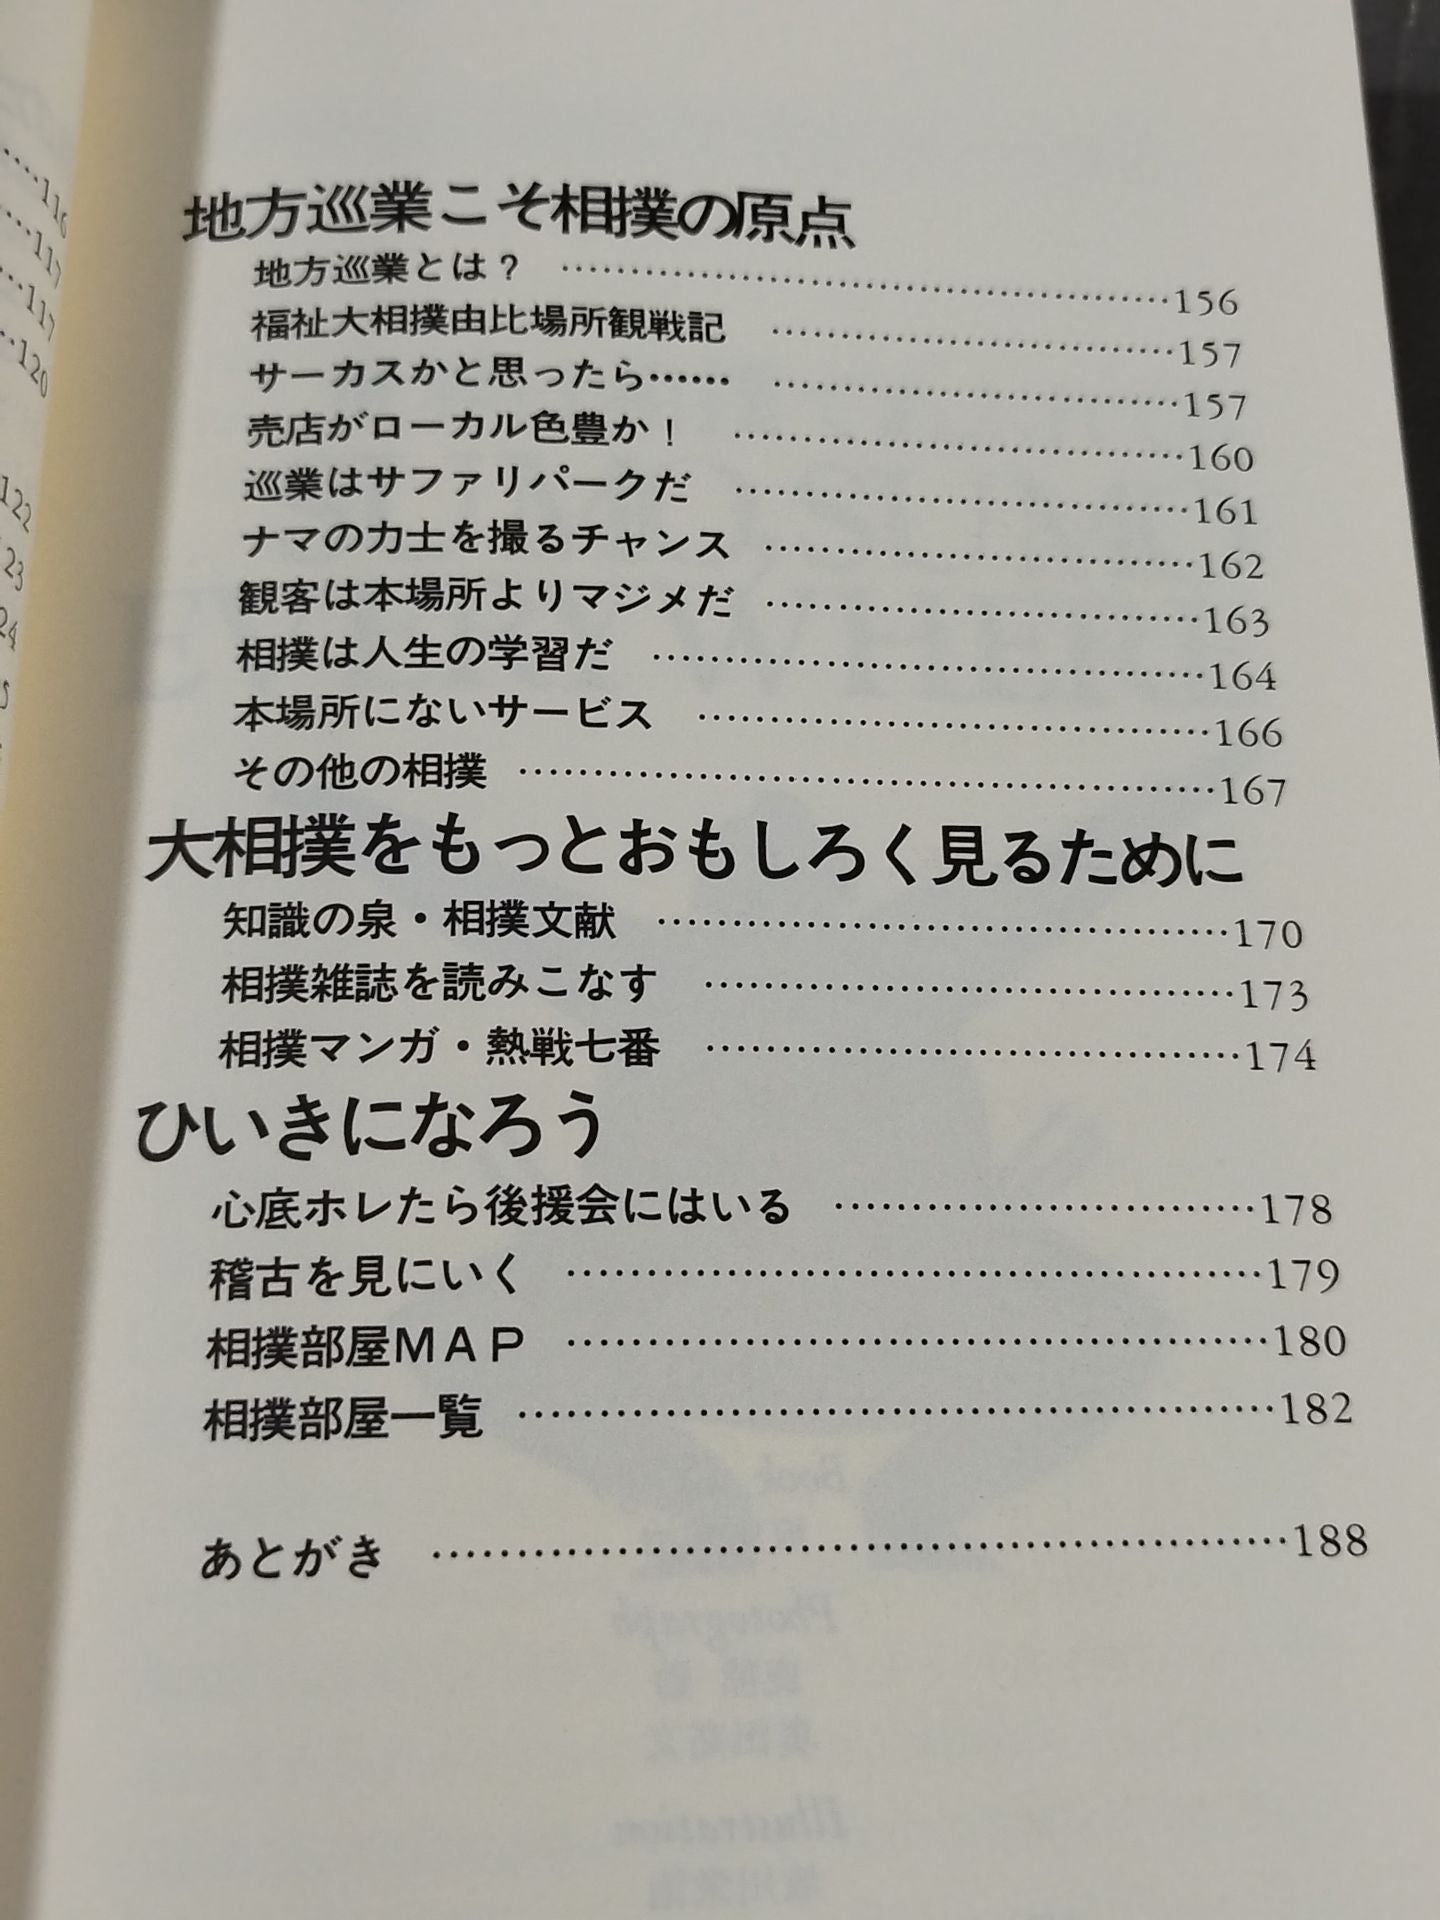 地方巡業こそ相撲の原点
地方巡業とは？ ……………………………………156
福祉大相撲由比場所観戦記 ……………………………157
サーカスかと思ったら…… ……………………………157
売店がローカル色豊か！ ………………………………160
巡業はサファリパークだ ………………………………161
ナマの力士を撮るチャンス ……………………………162
観客は本場所よりマジメだ ……………………………163
相撲は人生の学習だ ……………………………………164
本場所にないサービス …………………………………166
その他の相撲 ……………………………………………167
大相撲をもっとおもしろく見るために
知識の泉・相撲文献 ……………………………………170
相撲雑誌を読みこなす …………………………………173
相撲マンガ・熱戦七番 …………………………………174
ひいきになろう
心底ホレたら後援会にはいる …………………………178
稽古を見にいく …………………………………………179
相撲部屋ＭＡＰ …………………………………………180
相撲部屋一覧 ……………………………………………182
あとがき …………………………………………………188
116
117
117
120
122
23
24